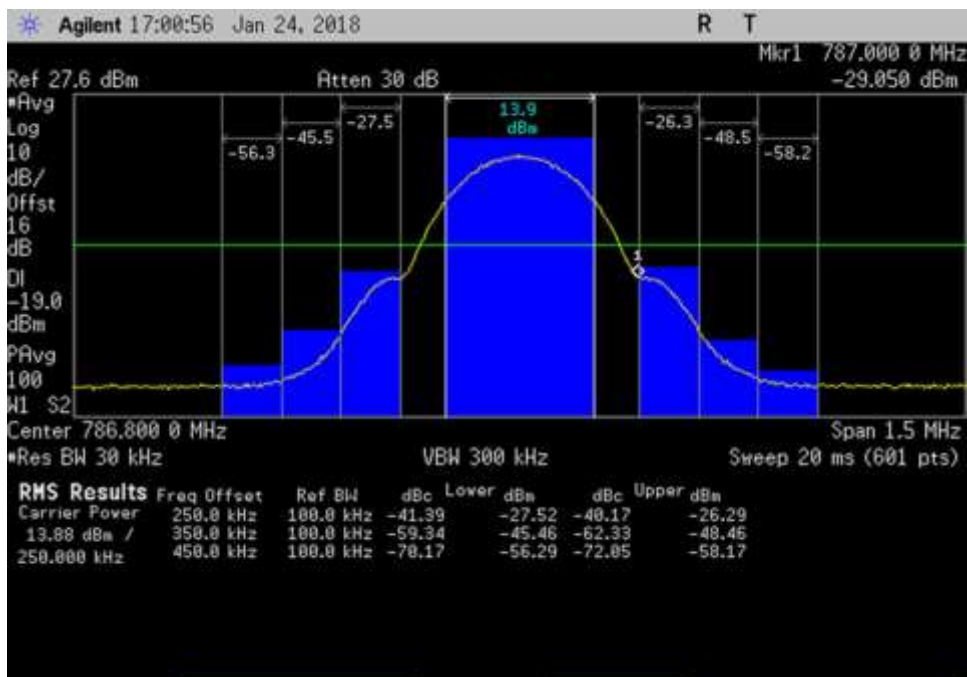 Agilent 17:00:56 Jan 24, 2018 R T
Mkr1 787.000 0 MHz
Ref 27.6 dBm Atten 30 dB -29.050 dBm
#Avg
Log
10
dB/
Offst
16
dB
DI
-19.0
dBm
PAvg
100
W1 S2
-56.3 -45.5 -27.5 13.9 dBm -26.3 -48.5 -58.2
1
Center 786.800 0 MHz Span 1.5 MHz
#Res BW 30 kHz VBW 300 kHz Sweep 20 ms (601 pts)
RMS Results Freq Offset Ref BW dBc Lower dBm dBc Upper dBm
Carrier Power 250.0 kHz 100.0 kHz -41.39 -27.52 -40.17 -26.29
13.88 dBm / 350.0 kHz 100.0 kHz -59.34 -45.46 -62.33 -48.46
250.000 kHz 450.0 kHz 100.0 kHz -70.17 -56.29 -72.05 -58.17